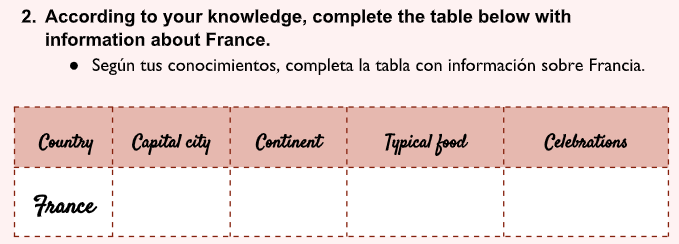 2. According to your knowledge, complete the table below with
information about France.
● Según tus conocimientos, completa la tabla con información sobre Francia.
Country Capital city Continent Typical food Celebrations
France